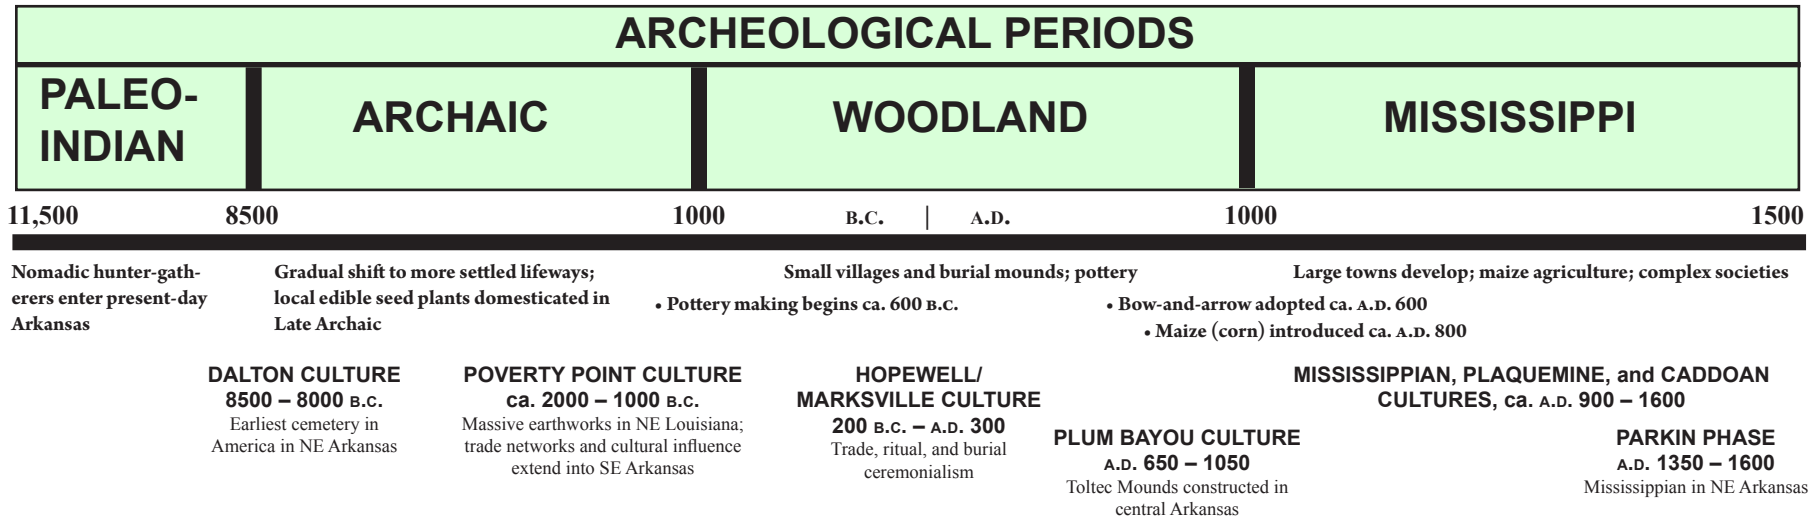 ARCHEOLOGICAL PERIODS
PALEO-
INDIAN
ARCHAIC
WOODLAND
MISSISSIPPI
11,500 8500 1000 B.C. | A.D. 1000 1500
Nomadic hunter-gath-
erers enter present-day
Arkansas
Gradual shift to more settled lifeways;
local edible seed plants domesticated in
Late Archaic
Small villages and burial mounds; pottery
• Pottery making begins ca. 600 B.C.
Large towns develop; maize agriculture; complex societies
• Bow-and-arrow adopted ca. A.D. 600
• Maize (corn) introduced ca. A.D. 800
DALTON CULTURE
8500 – 8000 B.C.
Earliest cemetery in
America in NE Arkansas
POVERTY POINT CULTURE
ca. 2000 – 1000 B.C.
Massive earthworks in NE Louisiana;
trade networks and cultural influence
extend into SE Arkansas
HOPEWELL/
MARKSVILLE CULTURE
200 B.C. – A.D. 300
Trade, ritual, and burial
ceremonialism
PLUM BAYOU CULTURE
A.D. 650 – 1050
Toltec Mounds constructed in
central Arkansas
MISSISSIPPIAN, PLAQUEMINE, and CADDOAN
CULTURES, ca. A.D. 900 – 1600
PARKIN PHASE
A.D. 1350 – 1600
Mississippian in NE Arkansas